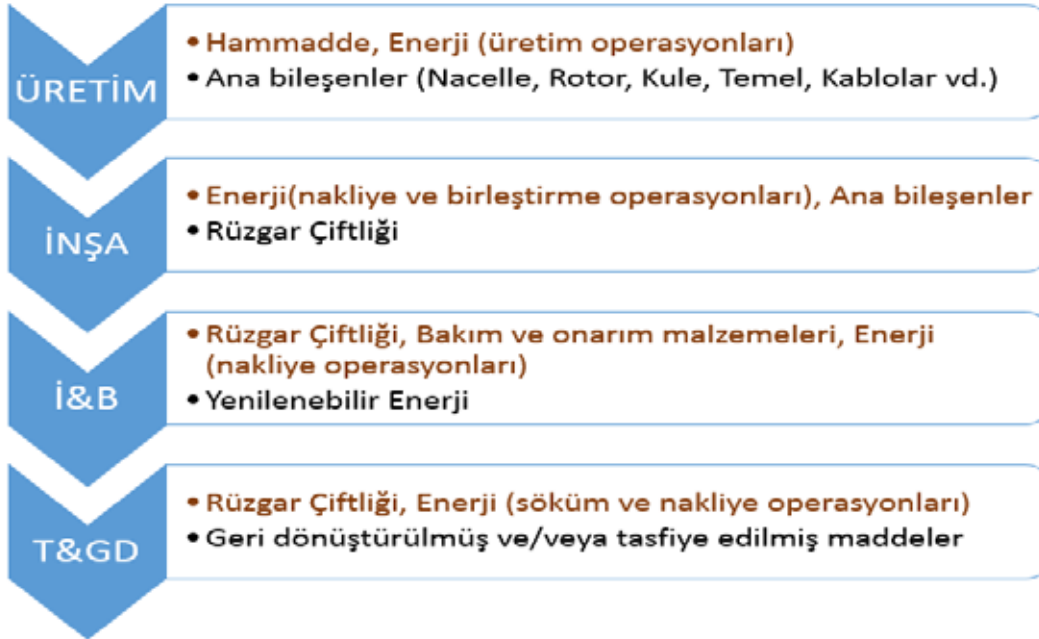 ÜRETİM
• Hammadde, Enerji (üretim operasyonları)
• Ana bileşenler (Nacelle, Rotor, Kule, Temel, Kablolar vd.)
İNŞA
• Enerji(nakliye ve birleştirme operasyonları), Ana bileşenler
• Rüzgar Çiftliği
İ&B
• Rüzgar Çiftliği, Bakım ve onarım malzemeleri, Enerji
(nakliye operasyonları)
• Yenilenebilir Enerji
T&GD
• Rüzgar Çiftliği, Enerji (söküm ve nakliye operasyonları)
• Geri dönüştürülmüş ve/veya tasfiye edilmiş maddeler